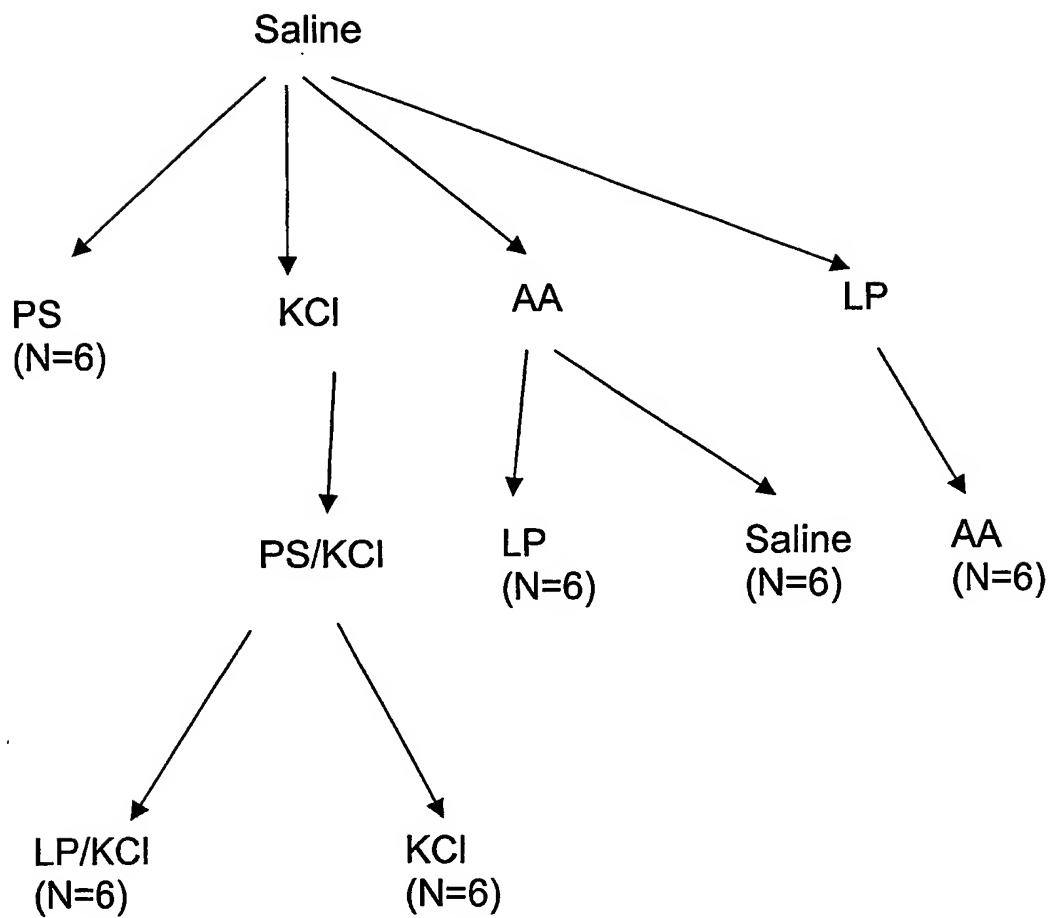 Saline
PS
(N=6)
KCl
AA
LP
PS/KCl
LP
(N=6)
Saline
(N=6)
AA
(N=6)
LP/KCl
(N=6)
KCl
(N=6)